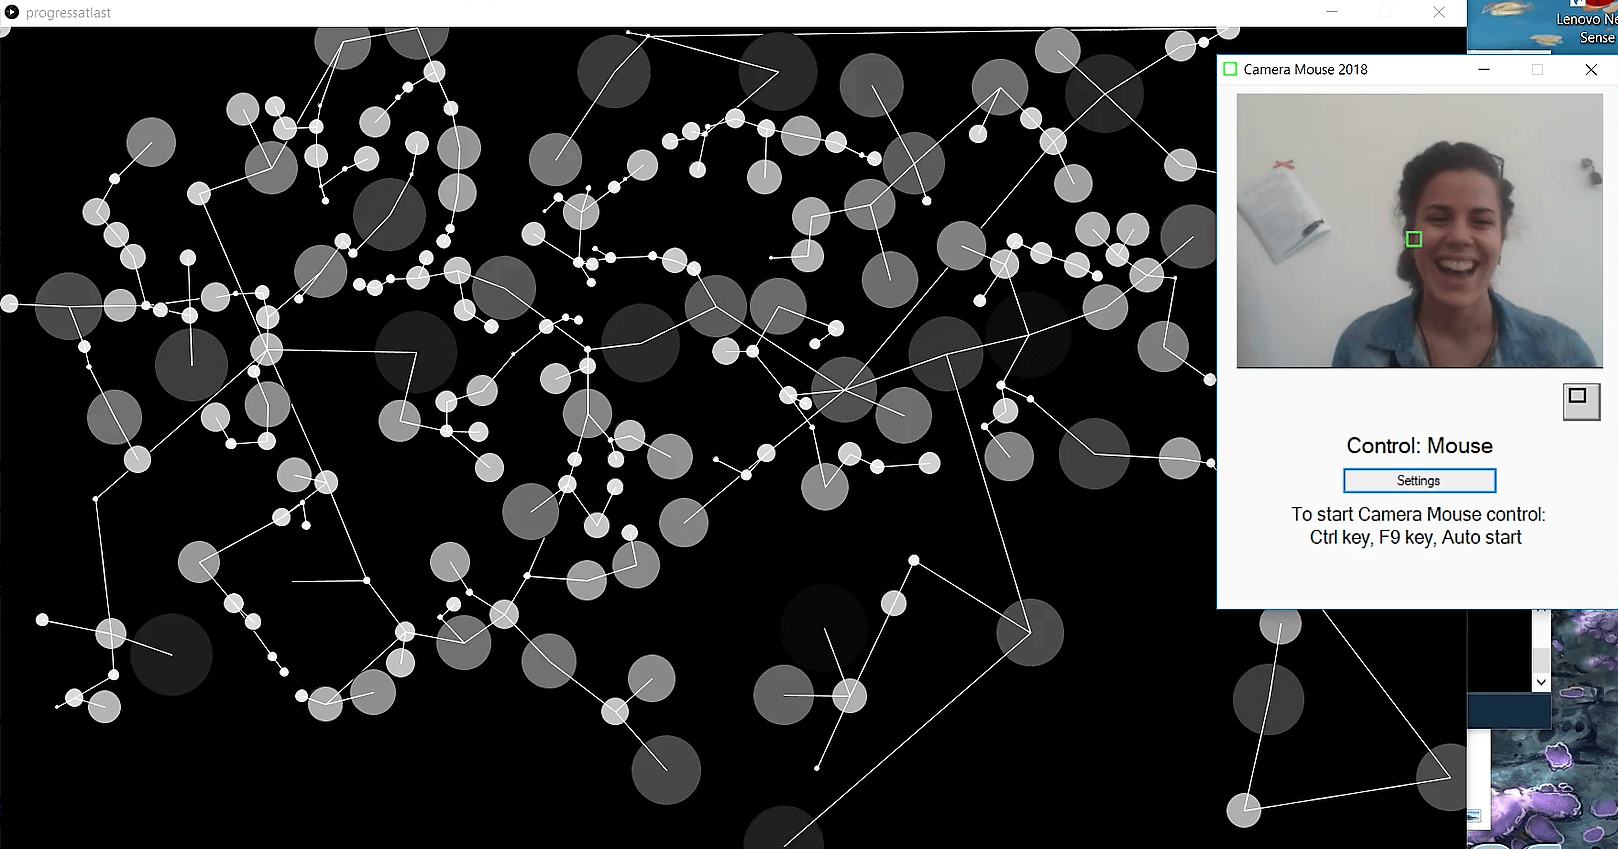 progressatlast
Lenovo Ne
Sense
Camera Mouse 2018
Control: Mouse
Settings
To start Camera Mouse control:
Ctrl key, F9 key, Auto start